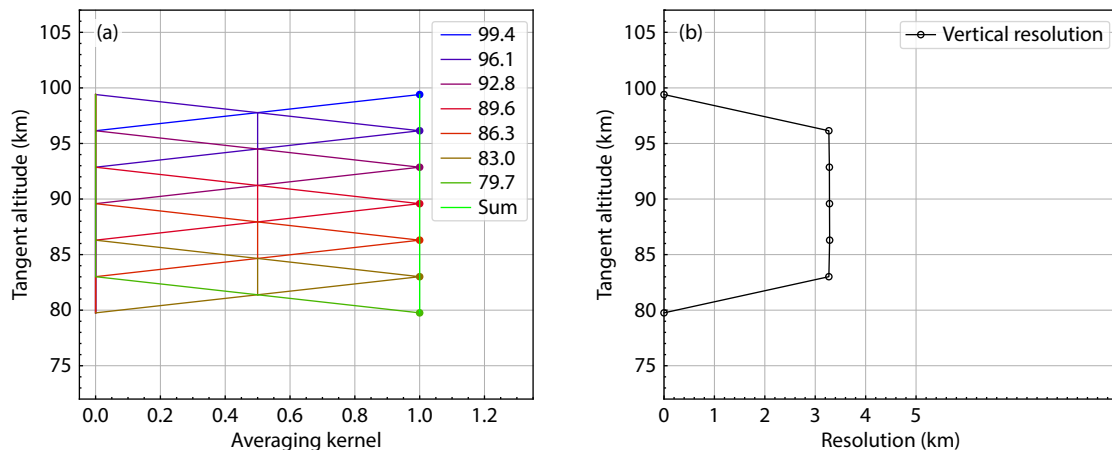 (a)
105
100
95
90
85
80
75
Tangent altitude (km)
0.0 0.2 0.4 0.6 0.8 1.0 1.2
Averaging kernel
99.4
96.1
92.8
89.6
86.3
83.0
79.7
Sum
(b)
Vertical resolution
105
100
95
90
85
80
75
Tangent altitude (km)
0 1 2 3 4 5
Resolution (km)